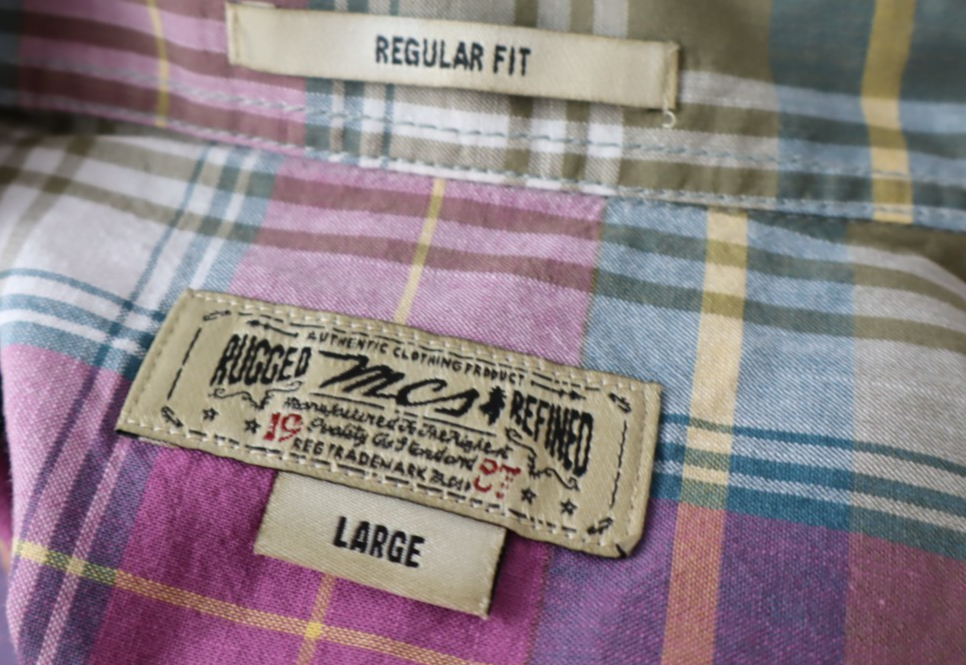 REGULAR FIT
AUTHENTIC CLOTHING PRODUCT
RUGGED mcs REFINED
Manufactured To The Highest
19 Quality Gold Standard 87
REG TRADEMARK
LARGE